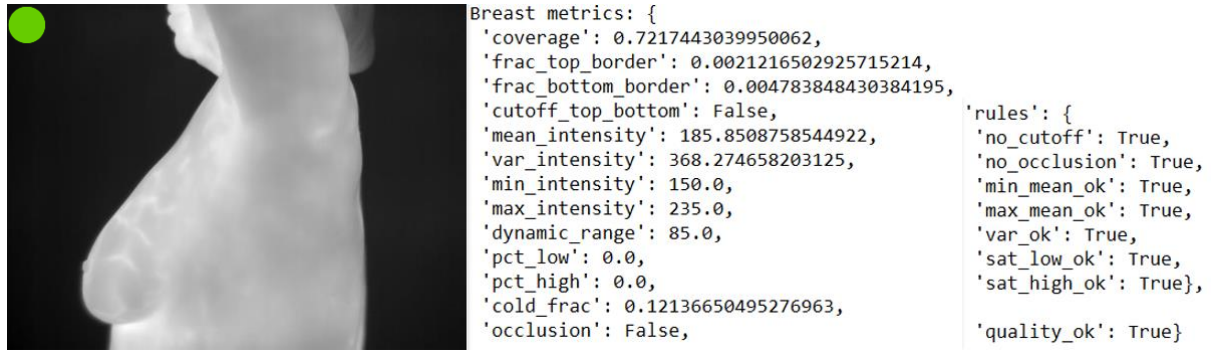 Breast metrics: {
'coverage': 0.7217443039950062,
'frac_top_border': 0.0021216502925715214,
'frac_bottom_border': 0.004783848430384195,
'cutoff_top_bottom': False,
'mean_intensity': 185.8508758544922,
'var_intensity': 368.274658203125,
'min_intensity': 150.0,
'max_intensity': 235.0,
'dynamic_range': 85.0,
'pct_low': 0.0,
'pct_high': 0.0,
'cold_frac': 0.12136650495276963,
'occlusion': False,
'rules': {
'no_cutoff': True,
'no_occlusion': True,
'min_mean_ok': True,
'max_mean_ok': True,
'var_ok': True,
'sat_low_ok': True,
'sat_high_ok': True},
'quality_ok': True}